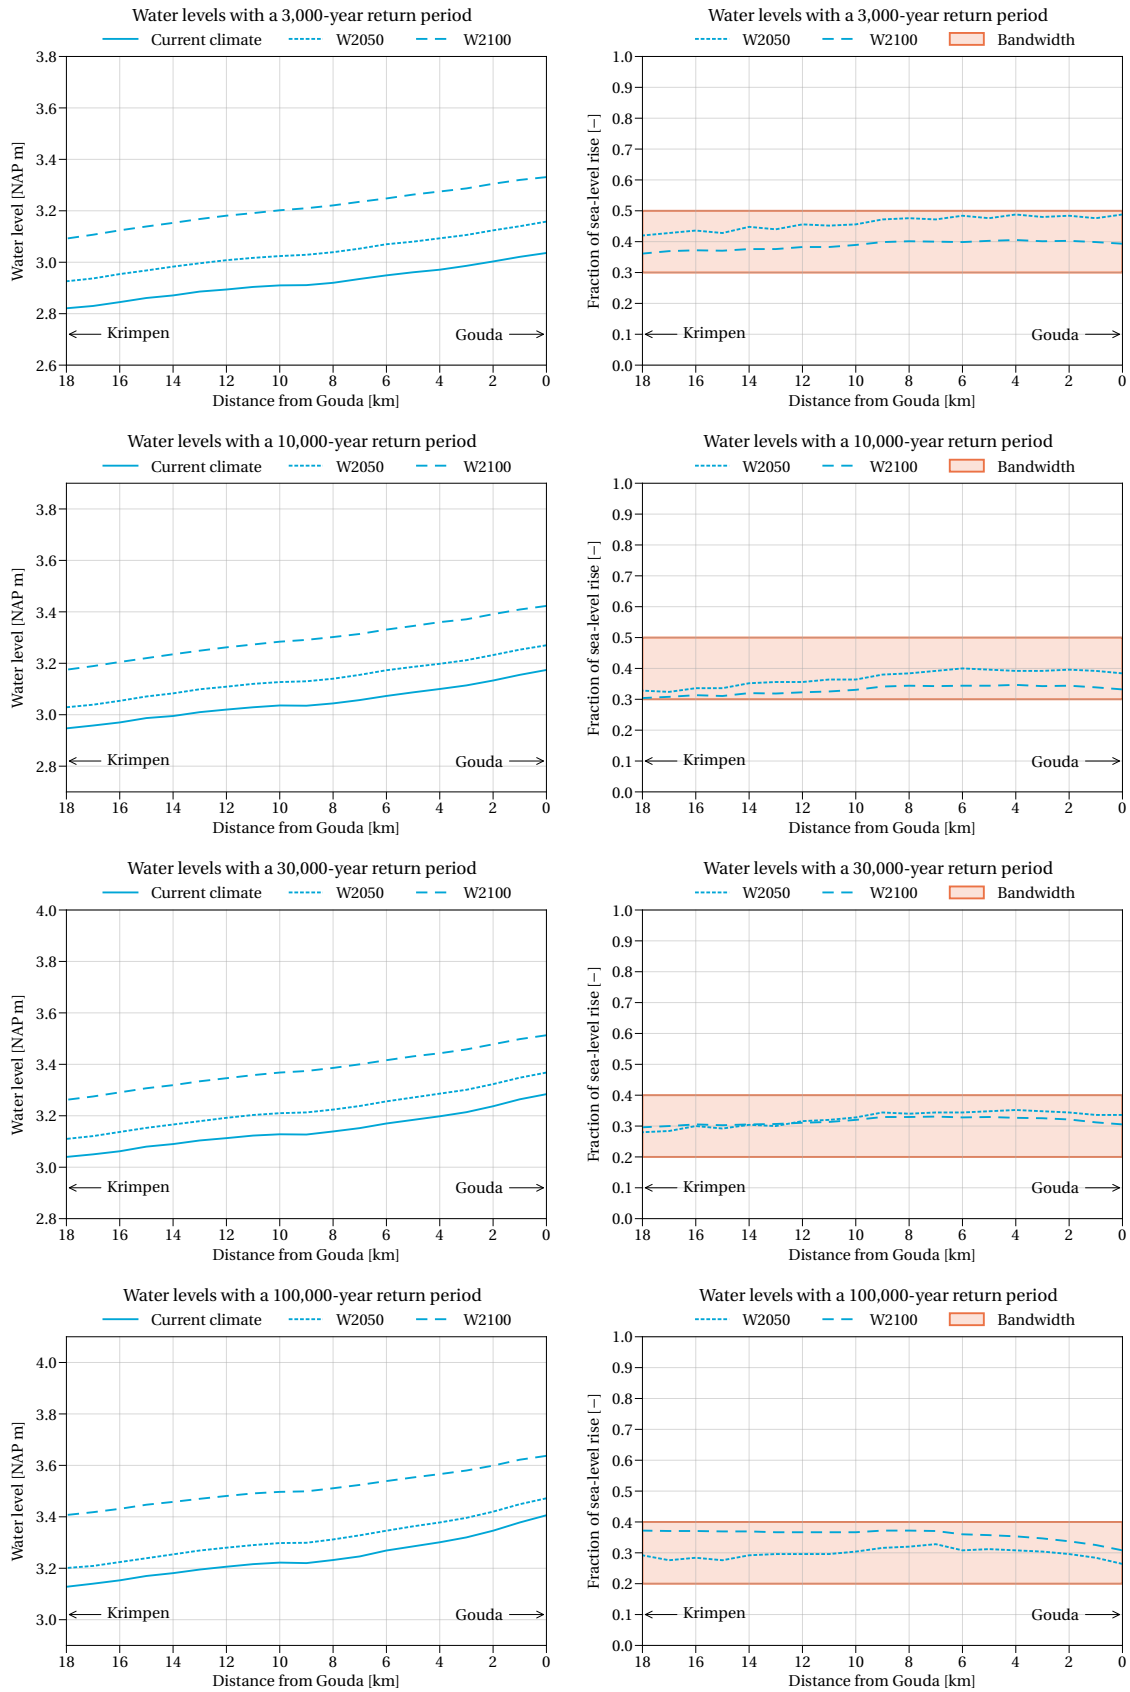 Water levels with a 3,000-year return period
Current climate W2050 W2100
3.8
3.6
3.4
3.2
3.0
2.8
2.6
Water level [NAP m]
Krimpen Gouda
18 16 14 12 10 8 6 4 2 0
Distance from Gouda [km]
Water levels with a 3,000-year return period
W2050 W2100 Bandwidth
1.0
0.9
0.8
0.7
0.6
0.5
0.4
0.3
0.2
0.1
0.0
Fraction of sea-level rise [−]
Krimpen Gouda
18 16 14 12 10 8 6 4 2 0
Distance from Gouda [km]
Water levels with a 10,000-year return period
Current climate W2050 W2100
3.8
3.6
3.4
3.2
3.0
2.8
Water level [NAP m]
Krimpen Gouda
18 16 14 12 10 8 6 4 2 0
Distance from Gouda [km]
Water levels with a 10,000-year return period
W2050 W2100 Bandwidth
1.0
0.9
0.8
0.7
0.6
0.5
0.4
0.3
0.2
0.1
0.0
Fraction of sea-level rise [−]
Krimpen Gouda
18 16 14 12 10 8 6 4 2 0
Distance from Gouda [km]
Water levels with a 30,000-year return period
Current climate W2050 W2100
4.0
3.8
3.6
3.4
3.2
3.0
2.8
Water level [NAP m]
Krimpen Gouda
18 16 14 12 10 8 6 4 2 0
Distance from Gouda [km]
Water levels with a 30,000-year return period
W2050 W2100 Bandwidth
1.0
0.9
0.8
0.7
0.6
0.5
0.4
0.3
0.2
0.1
0.0
Fraction of sea-level rise [−]
Krimpen Gouda
18 16 14 12 10 8 6 4 2 0
Distance from Gouda [km]
Water levels with a 100,000-year return period
Current climate W2050 W2100
4.0
3.8
3.6
3.4
3.2
3.0
Water level [NAP m]
Krimpen Gouda
18 16 14 12 10 8 6 4 2 0
Distance from Gouda [km]
Water levels with a 100,000-year return period
W2050 W2100 Bandwidth
1.0
0.9
0.8
0.7
0.6
0.5
0.4
0.3
0.2
0.1
0.0
Fraction of sea-level rise [−]
Krimpen Gouda
18 16 14 12 10 8 6 4 2 0
Distance from Gouda [km]